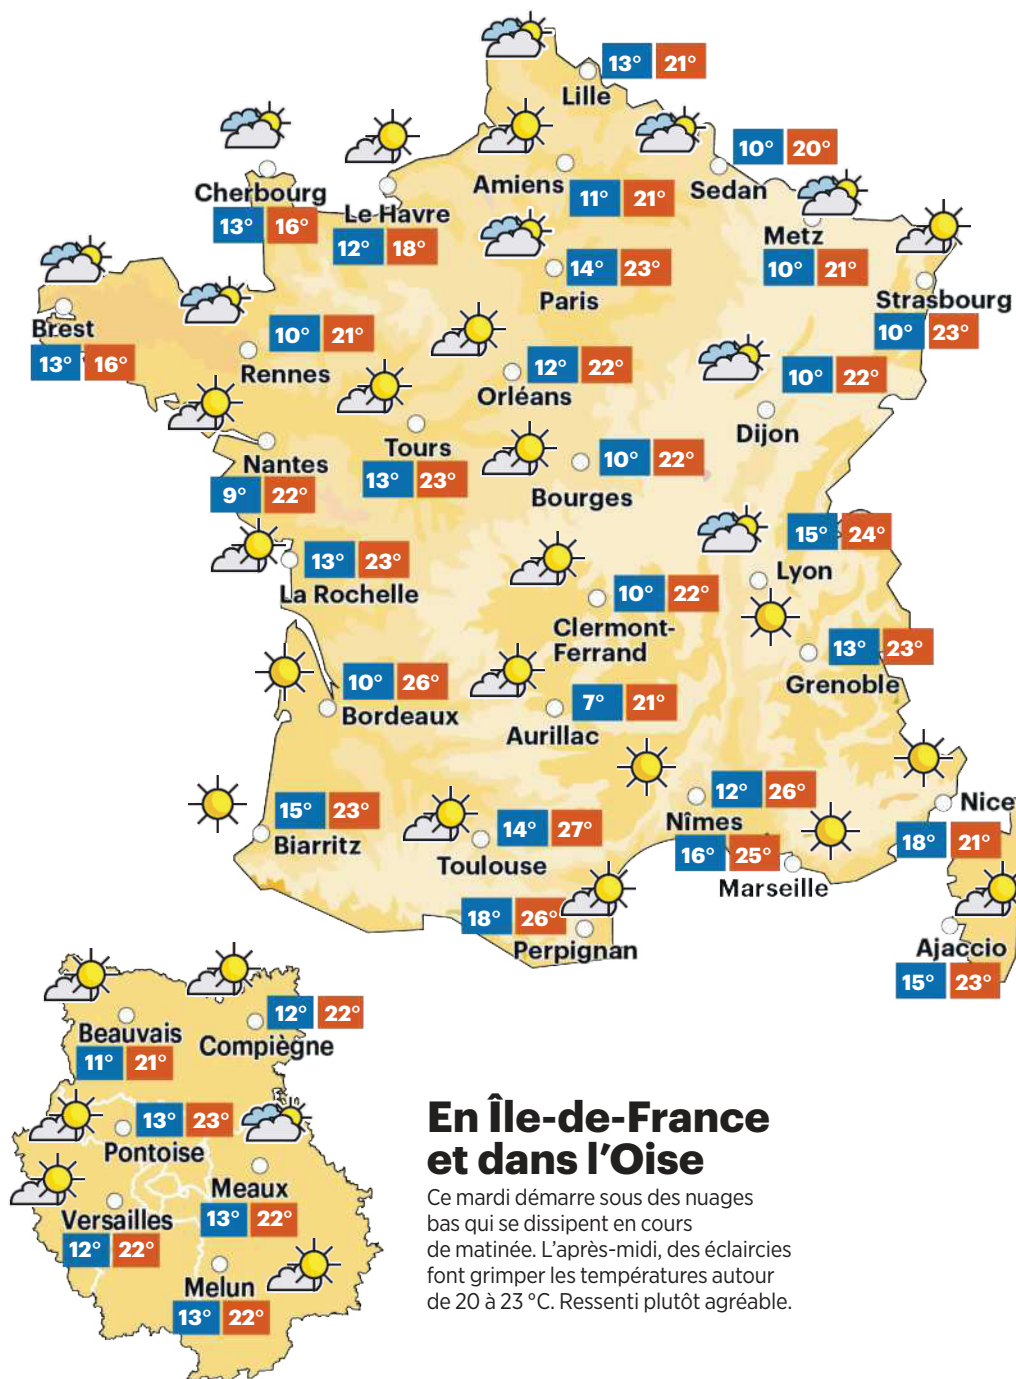 13° 21°
Lille
10° 20°
Sedan
Amiens
11° 21°
Cherbourg
13° 16°
Le Havre
12° 18°
Metz
10° 21°
14° 23°
Paris
Strasbourg
10° 23°
Brest
13° 16°
10° 21°
Rennes
12° 22°
Orléans
10° 22°
Dijon
Tours
13° 23°
Nantes
9° 22°
10° 22°
Bourges
15° 24°
Lyon
13° 23°
La Rochelle
10° 22°
Clermont-
Ferrand
13° 23°
Grenoble
10° 26°
Bordeaux
7° 21°
Aurillac
12° 26°
Nîmes
Nice
18° 21°
15° 23°
Biarritz
14° 27°
Toulouse
16° 25°
Marseille
18° 26°
Perpignan
Ajaccio
15° 23°
Beauvais
11° 21°
12° 22°
Compiègne
13° 23°
Pontoise
Meaux
13° 22°
Versailles
12° 22°
Melun
13° 22°
En Île-de-France
et dans l'Oise
Ce mardi démarre sous des nuages
bas qui se dissipent en cours
de matinée. L'après-midi, des éclaircies
font grimper les températures autour
de 20 à 23 °C. Ressenti plutôt agréable.